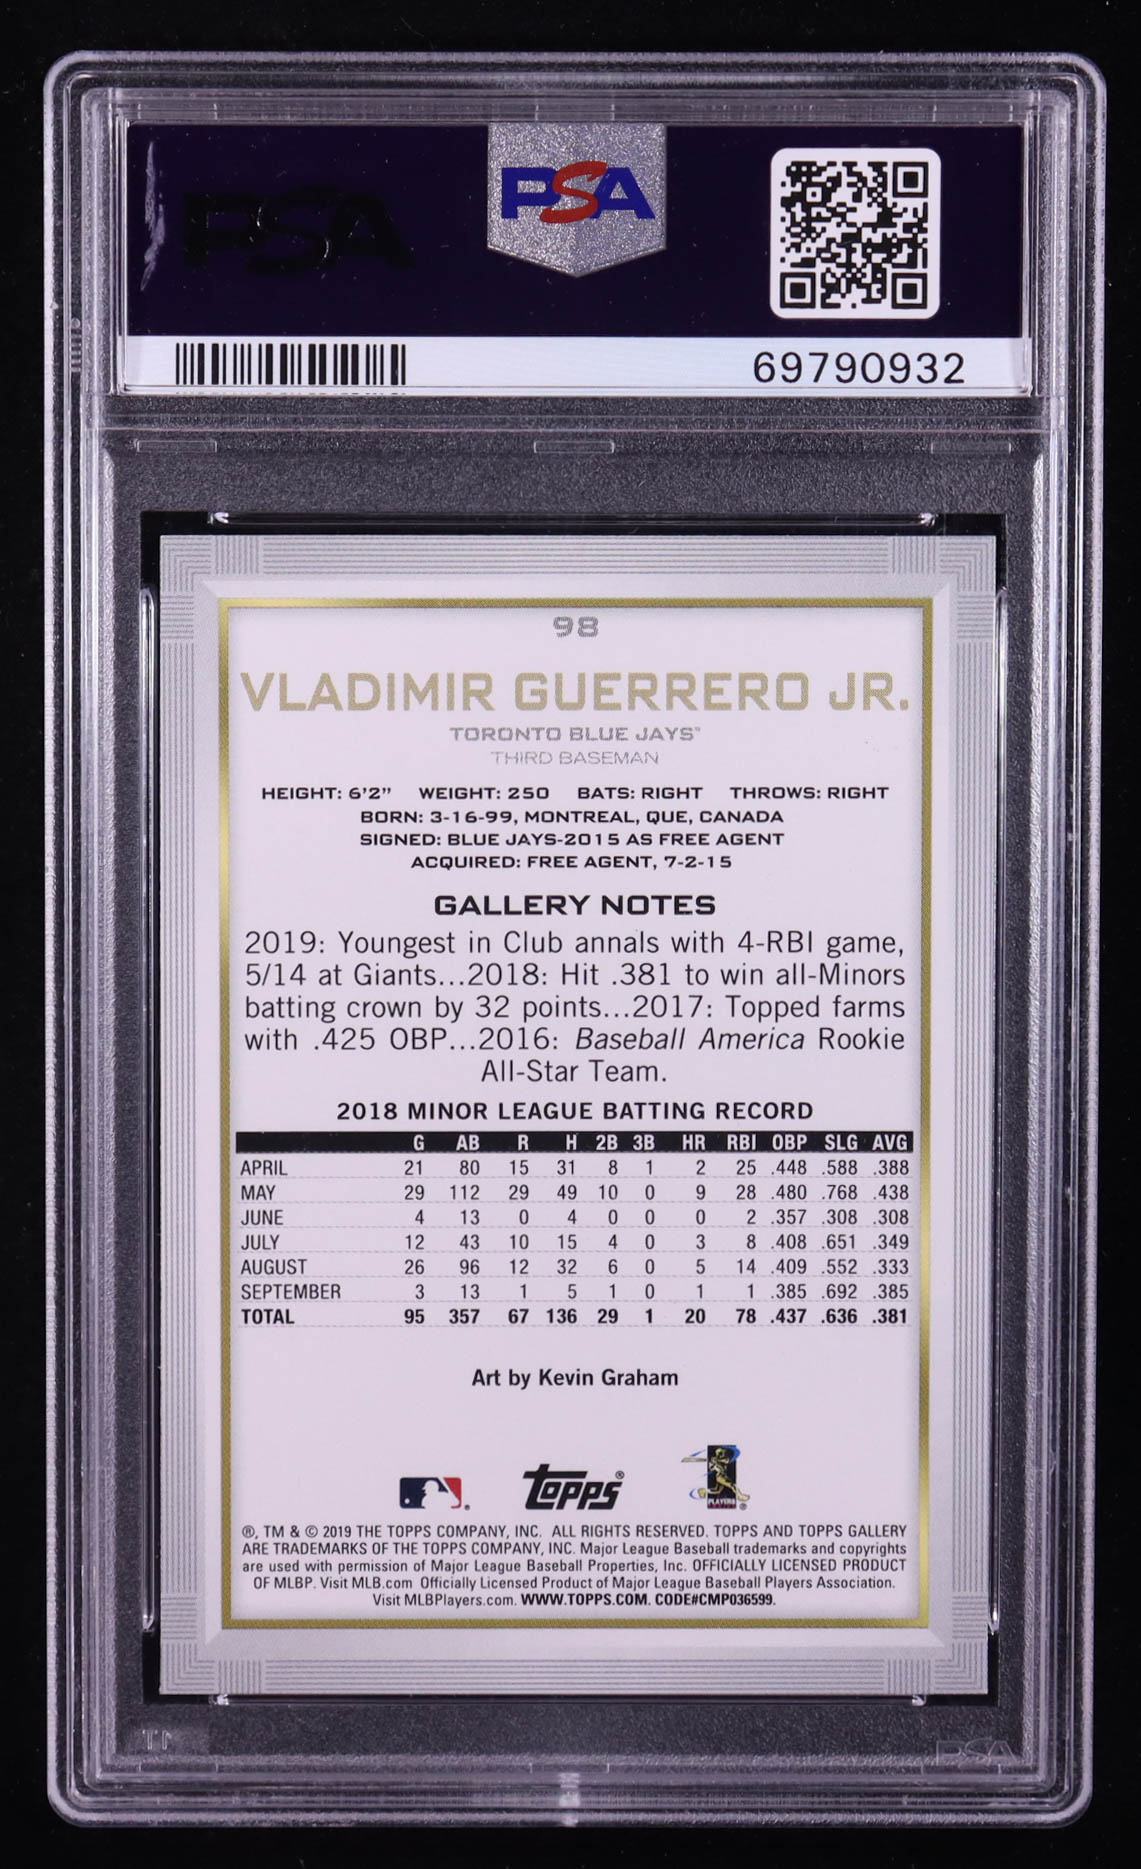 PSA
PSA
69790932
98
VLADIMIR GUERRERO JR.
TORONTO BLUE JAYS™
THIRD BASEMAN
HEIGHT: 6'2" WEIGHT: 250 BATS: RIGHT THROWS: RIGHT
BORN: 3-16-99, MONTREAL, QUE, CANADA
SIGNED: BLUE JAYS-2015 AS FREE AGENT
ACQUIRED: FREE AGENT, 7-2-15
GALLERY NOTES
2019: Youngest in Club annals with 4-RBI game,
5/14 at Giants...2018: Hit .381 to win all-Minors
batting crown by 32 points...2017: Topped farms
with .425 OBP...2016: Baseball America Rookie
All-Star Team.
2018 MINOR LEAGUE BATTING RECORD
G AB R H 2B 3B HR RBI OBP SLG AVG
APRIL 21 80 15 31 8 1 2 25 .448 .588 .388
MAY 29 112 29 49 10 0 9 28 .480 .768 .438
JUNE 4 13 0 4 0 0 0 2 .357 .308 .308
JULY 12 43 10 15 4 0 3 8 .408 .651 .349
AUGUST 26 96 12 32 6 0 5 14 .409 .552 .333
SEPTEMBER 3 13 1 5 1 0 1 1 .385 .692 .385
TOTAL 95 357 67 136 29 1 20 78 .437 .636 .381
Art by Kevin Graham
topps®
PLAYERS
®, TM & © 2019 THE TOPPS COMPANY, INC. ALL RIGHTS RESERVED. TOPPS AND TOPPS GALLERY
ARE TRADEMARKS OF THE TOPPS COMPANY, INC. Major League Baseball trademarks and copyrights
are used with permission of Major League Baseball Properties, Inc. OFFICIALLY LICENSED PRODUCT
OF MLBP. Visit MLB.com Officially Licensed Product of Major League Baseball Players Association.
Visit MLBPlayers.com. WWW.TOPPS.COM. CODE#CMP036599.
PSA